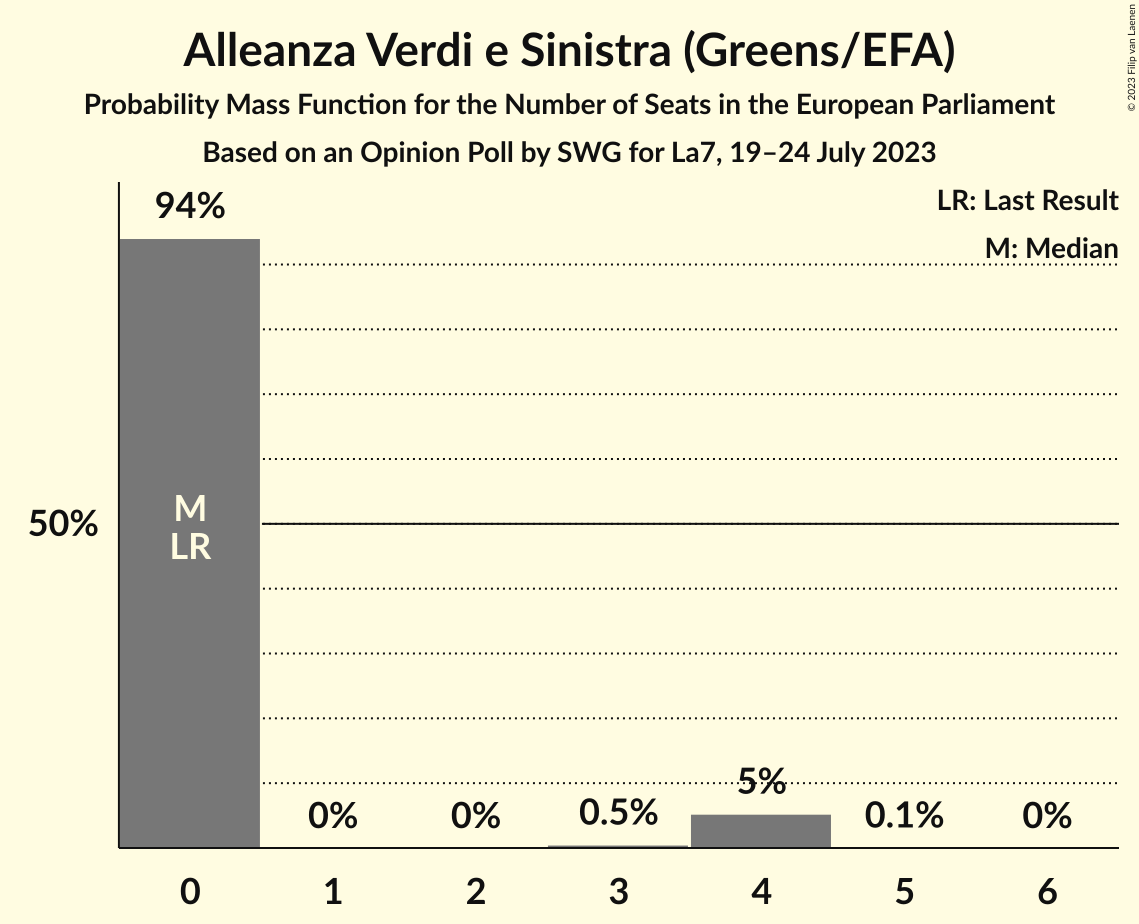 Alleanza Verdi e Sinistra (Greens/EFA)
Probability Mass Function for the Number of Seats in the European Parliament
Based on an Opinion Poll by SWG for La7, 19–24 July 2023
© 2023 Filip van Laenen
LR: Last Result
M: Median
94%
50%
M
LR
0%
0%
0.5%
5%
0.1%
0%
0
1
2
3
4
5
6